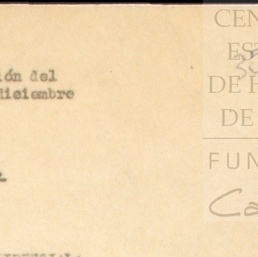 ión del
diciembre
CEN
ES
DE
DE
FUN
Ca